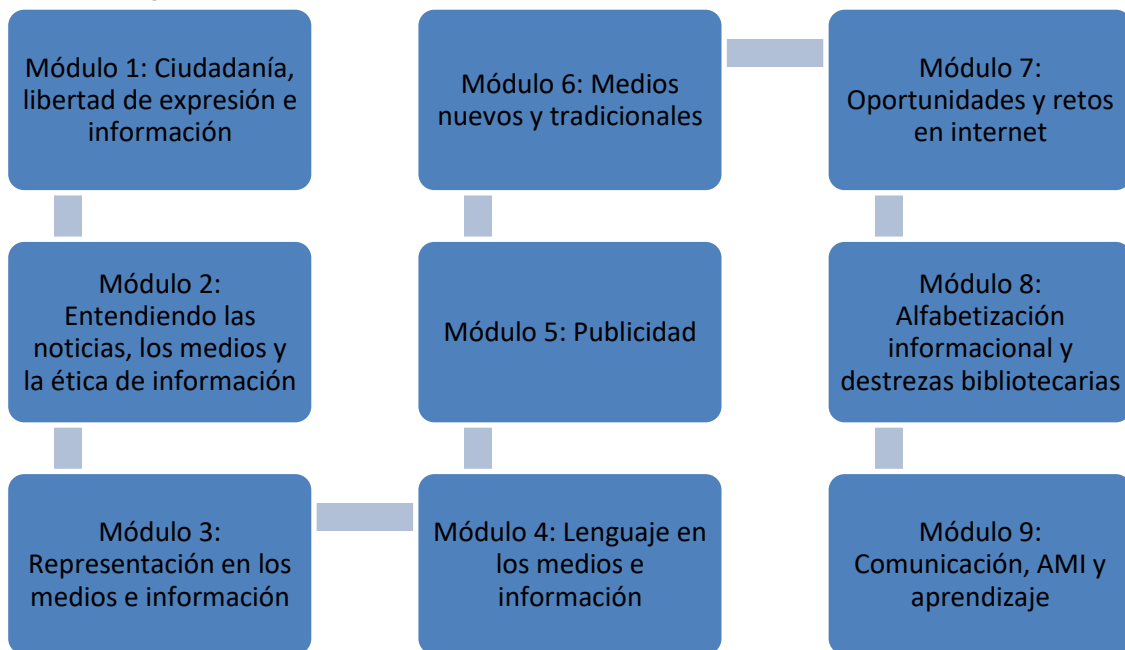 Módulo 1: Ciudadanía,
libertad de expresión e
información
Módulo 2:
Entendiendo las
noticias, los medios y
la ética de información
Módulo 3:
Representación en los
medios e información
Módulo 4: Lenguaje en
los medios e
información
Módulo 5: Publicidad
Módulo 6: Medios
nuevos y tradicionales
Módulo 7:
Oportunidades y retos
en internet
Módulo 8:
Alfabetización
informacional y
destrezas bibliotecarias
Módulo 9:
Comunicación, AMI y
aprendizaje